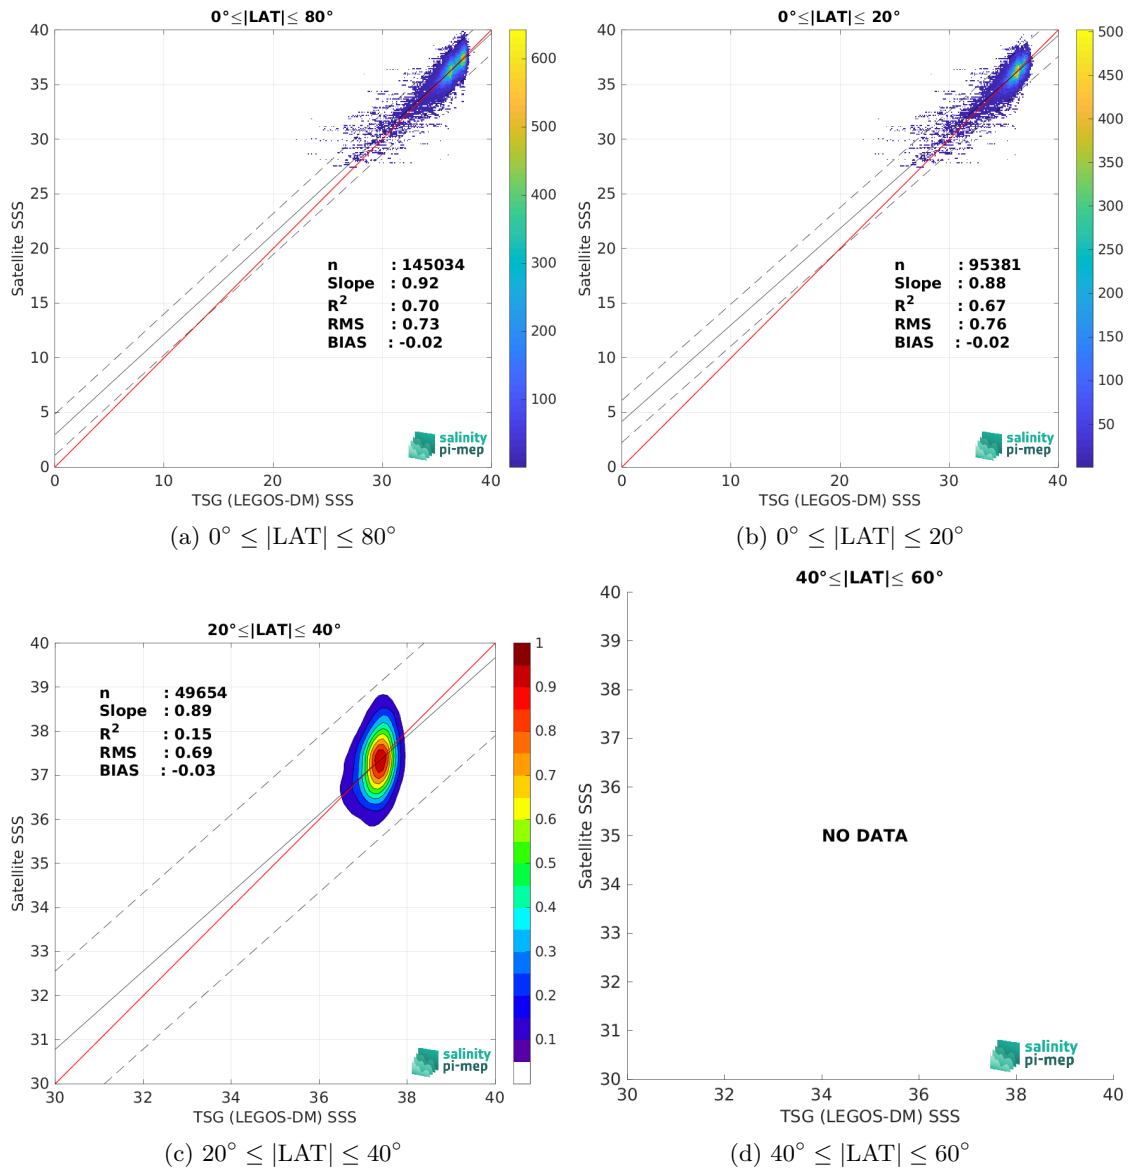 0°≤|LAT|≤ 80°
40
35
30
25
20
15
10
5
0
Satellite SSS
n : 145034
Slope : 0.92
R² : 0.70
RMS : 0.73
BIAS : -0.02
salinity
pi-mep
0 10 20 30 40
TSG (LEGOS-DM) SSS
600
500
400
300
200
100
(a) 0° ≤ |LAT| ≤ 80°
0°≤|LAT|≤ 20°
40
35
30
25
20
15
10
5
0
Satellite SSS
n : 95381
Slope : 0.88
R² : 0.67
RMS : 0.76
BIAS : -0.02
salinity
pi-mep
0 10 20 30 40
TSG (LEGOS-DM) SSS
500
450
400
350
300
250
200
150
100
50
(b) 0° ≤ |LAT| ≤ 20°
20°≤|LAT|≤ 40°
40
39
38
37
36
35
34
33
32
31
30
Satellite SSS
n : 49654
Slope : 0.89
R² : 0.15
RMS : 0.69
BIAS : -0.03
salinity
pi-mep
30 32 34 36 38 40
TSG (LEGOS-DM) SSS
1
0.9
0.8
0.7
0.6
0.5
0.4
0.3
0.2
0.1
(c) 20° ≤ |LAT| ≤ 40°
40°≤|LAT|≤ 60°
40
39
38
37
36
35
34
33
32
31
30
Satellite SSS
NO DATA
salinity
pi-mep
30 32 34 36 38 40
TSG (LEGOS-DM) SSS
(d) 40° ≤ |LAT| ≤ 60°